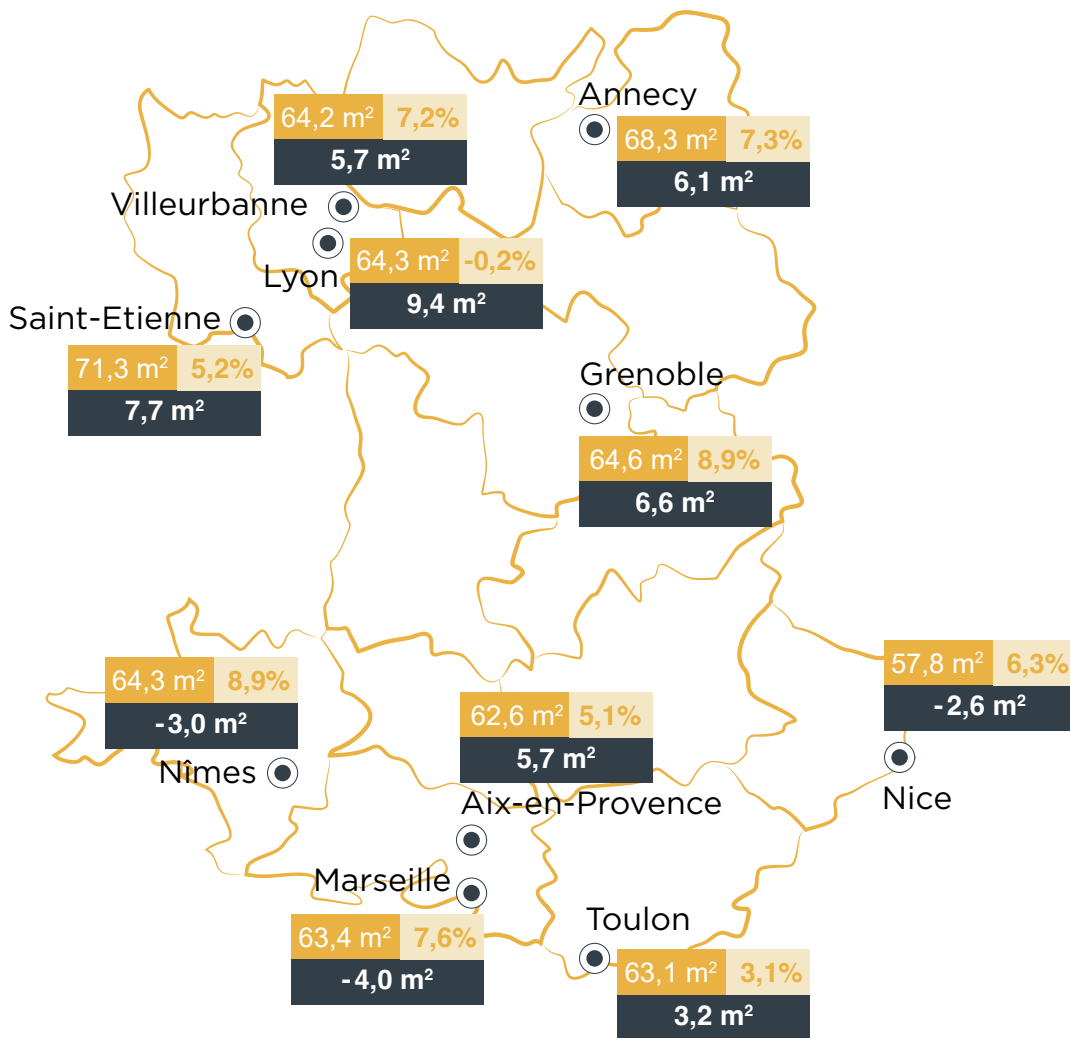 Annecy
68,3 m² 7,3%
6,1 m²
64,2 m² 7,2%
5,7 m²
Villeurbanne
Lyon
64,3 m² -0,2%
9,4 m²
Saint-Etienne
71,3 m² 5,2%
7,7 m²
Grenoble
64,6 m² 8,9%
6,6 m²
64,3 m² 8,9%
-3,0 m²
Nîmes
62,6 m² 5,1%
5,7 m²
Aix-en-Provence
57,8 m² 6,3%
-2,6 m²
Nice
Marseille
63,4 m² 7,6%
-4,0 m²
Toulon
63,1 m² 3,1%
3,2 m²